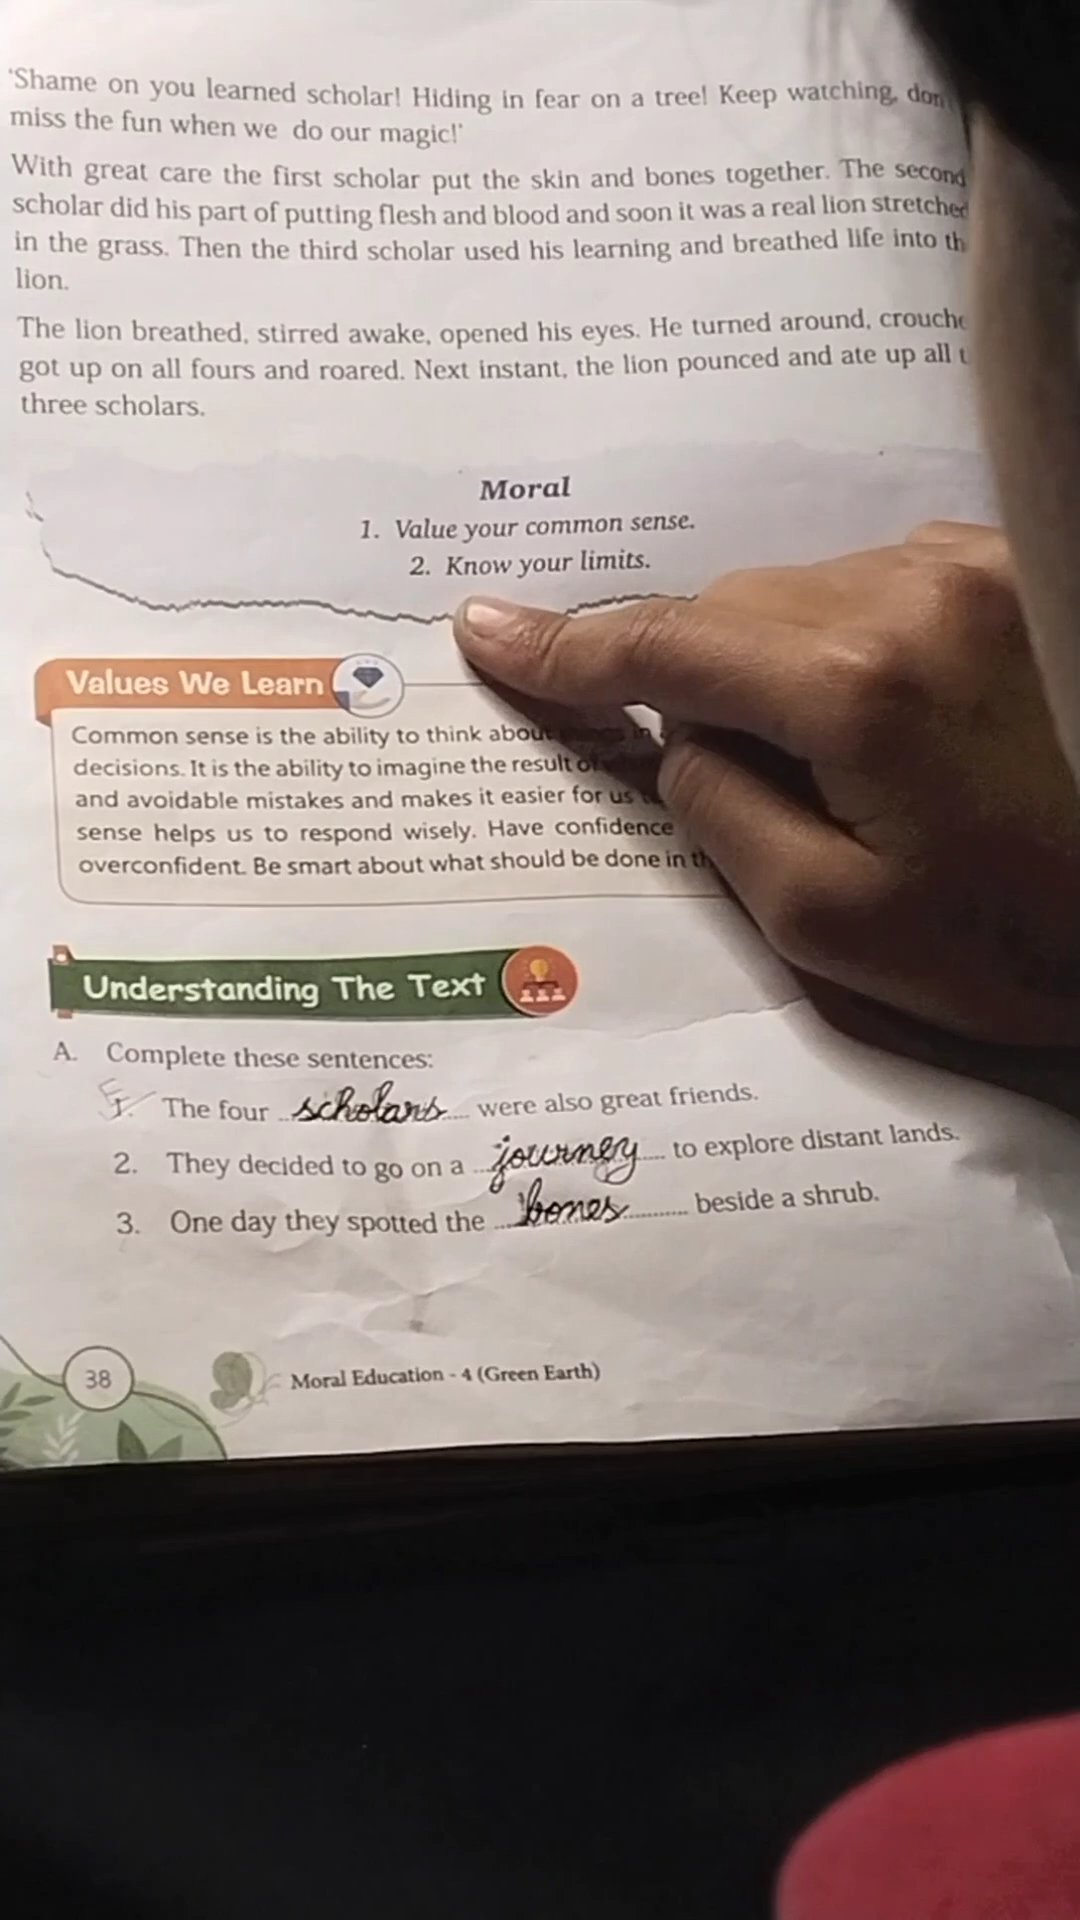 'Shame on you learned scholar! Hiding in fear on a tree! Keep watching, don
miss the fun when we do our magic!'
With great care the first scholar put the skin and bones together. The second
scholar did his part of putting flesh and blood and soon it was a real lion stretched
in the grass. Then the third scholar used his learning and breathed life into th
lion.
The lion breathed, stirred awake, opened his eyes. He turned around, crouche
got up on all fours and roared. Next instant, the lion pounced and ate up all t
three scholars.
Moral
1. Value your common sense.
2. Know your limits.
Values We Learn
Common sense is the ability to think about in
decisions. It is the ability to imagine the result of
and avoidable mistakes and makes it easier for us
sense helps us to respond wisely. Have confidence
overconfident. Be smart about what should be done in th
Understanding The Text
A. Complete these sentences:
1. The four scholars were also great friends.
2. They decided to go on a journey to explore distant lands.
3. One day they spotted the bones beside a shrub.
38
Moral Education - 4 (Green Earth)